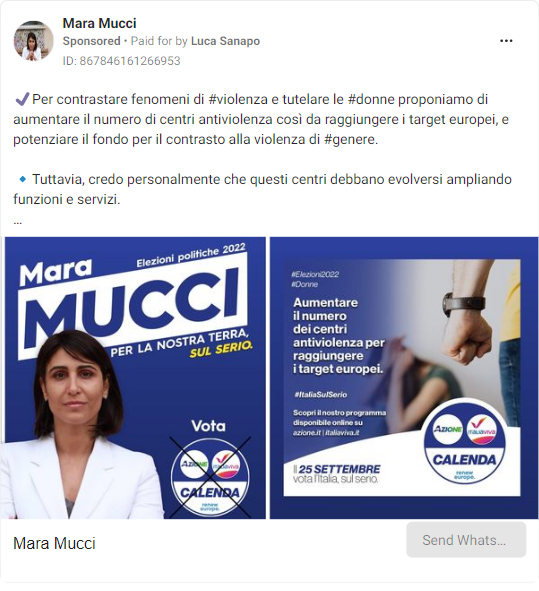 Mara Mucci
Sponsored • Paid for by Luca Sanapo
ID: 867846161266953
✔Per contrastare fenomeni di #violenza e tutelare le #donne proponiamo di
aumentare il numero di centri antiviolenza così da raggiungere i target europei, e
potenziare il fondo per il contrasto alla violenza di #genere.
🔹Tuttavia, credo personalmente che questi centri debbano evolversi ampliando
funzioni e servizi.
...
Mara
Elezioni politiche 2022
MUCCI
PER LA NOSTRA TERRA,
SUL SERIO.
Vota
AZIONE
ITALIAVIVA
CALENDA
renew
europe.
#Elezioni2022
#Donne
Aumentare
il numero
dei centri
antiviolenza per
raggiungere
i target europei.
#ItaliaSulSerio
Scopri il nostro programma
disponibile online su
azione.it | italiaviva.it
Il 25 SETTEMBRE
vota l'Italia, sul serio.
AZIONE
ITALIAVIVA
CALENDA
renew
europe.
Mara Mucci
Send Whats...